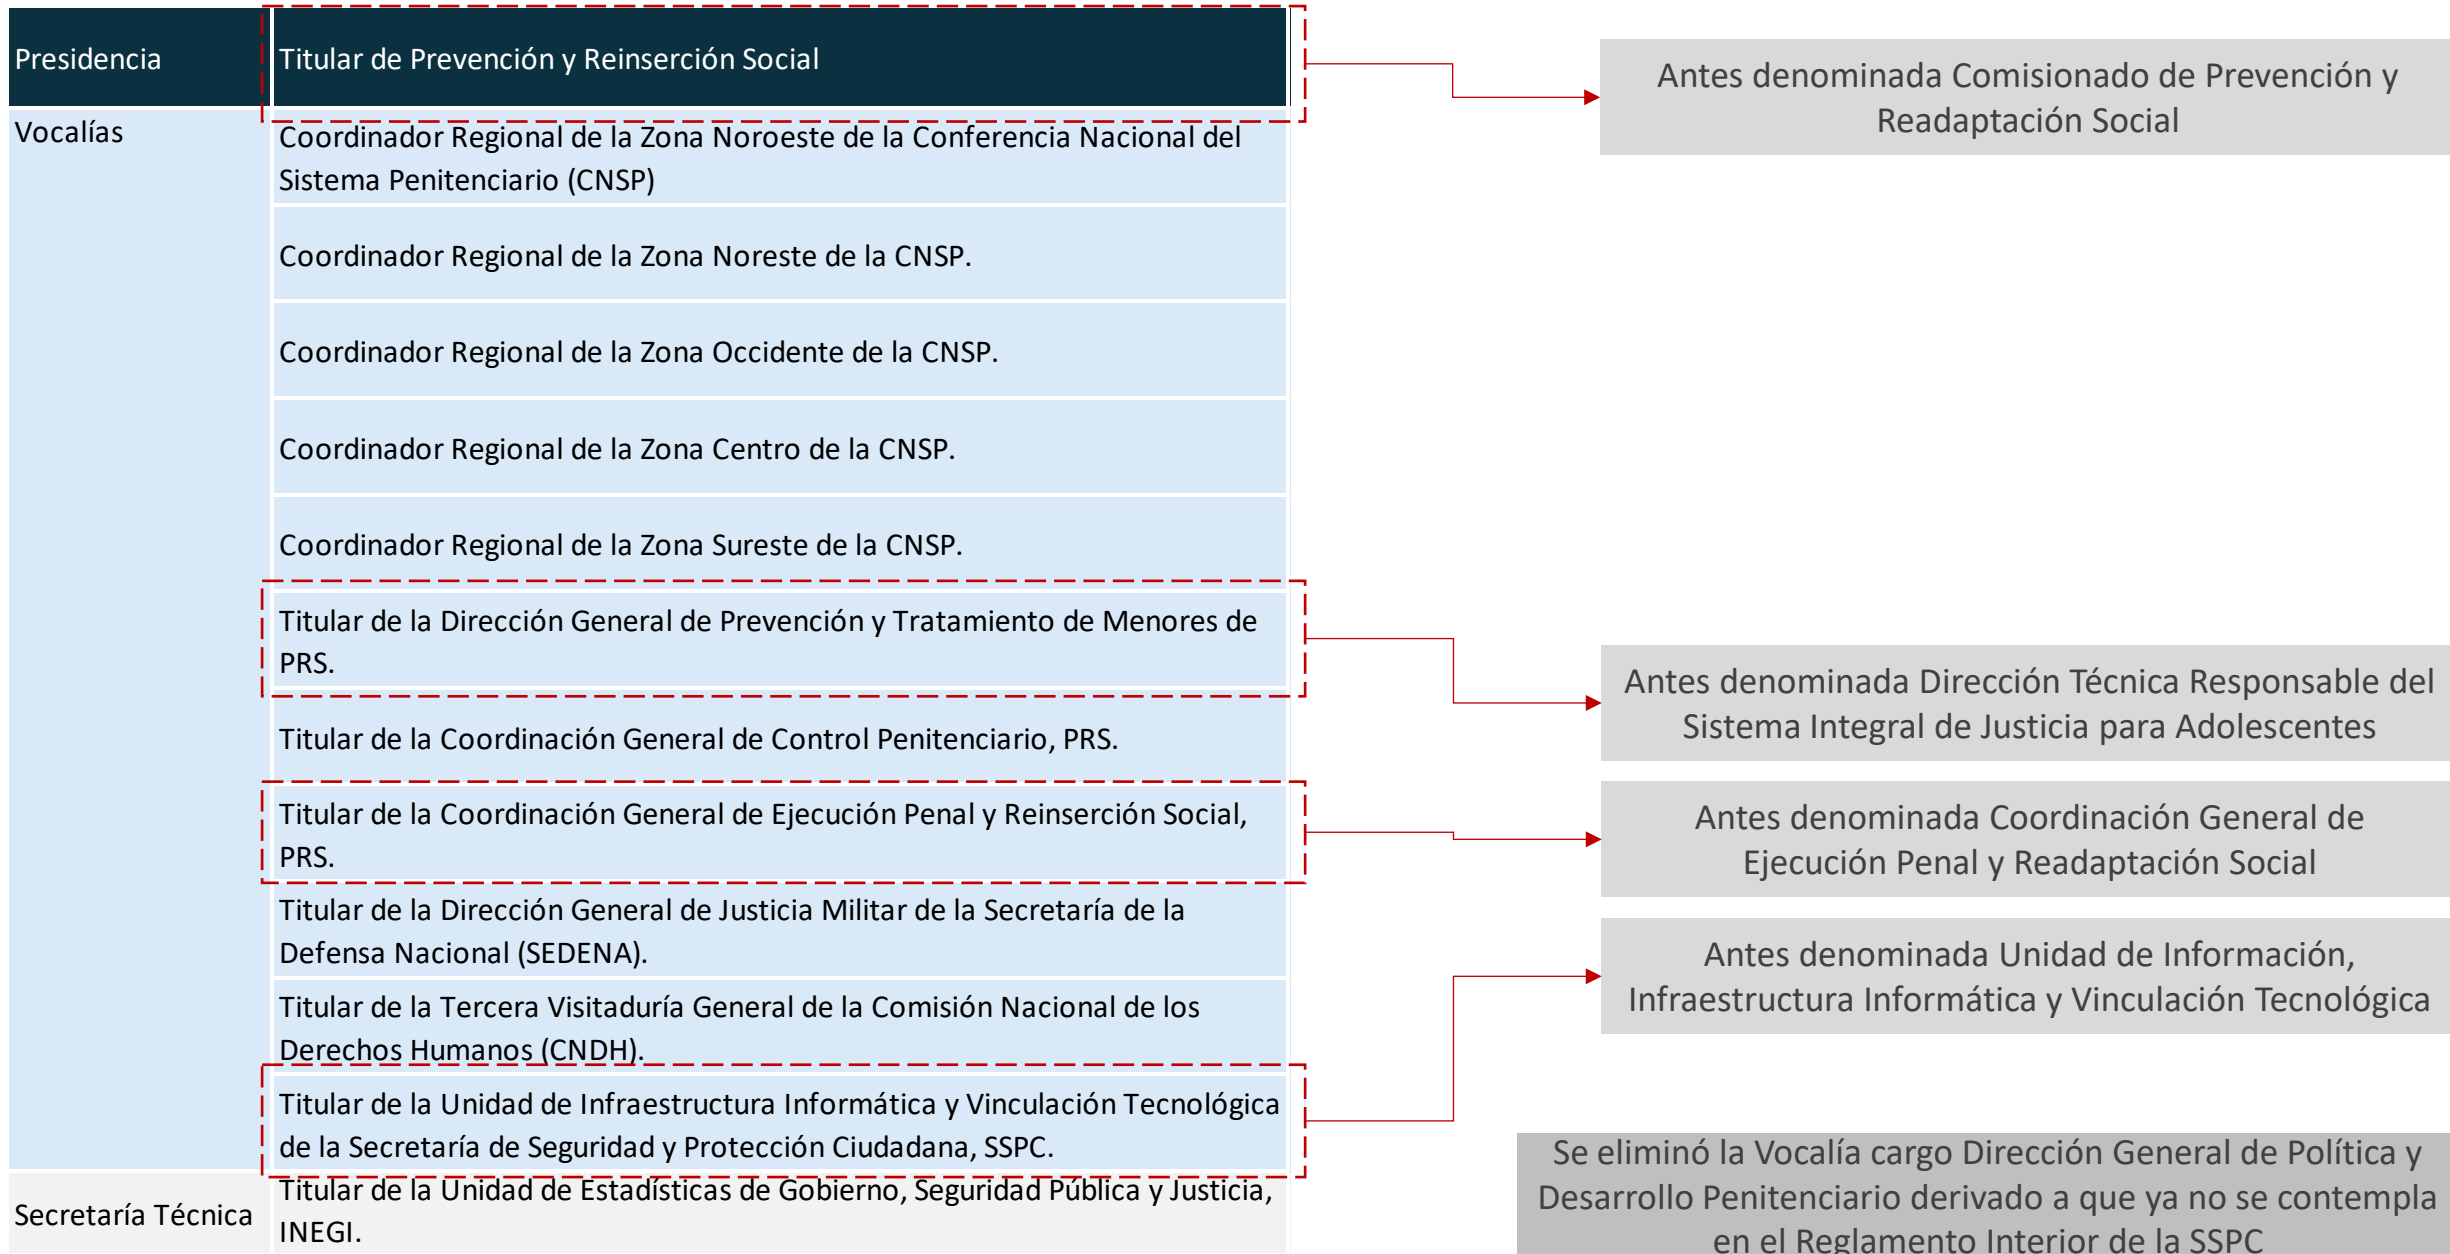 Presidencia
Titular de Prevención y Reinserción Social
Antes denominada Comisionado de Prevención y
Readaptación Social
Vocalías
Coordinador Regional de la Zona Noroeste de la Conferencia Nacional del
Sistema Penitenciario (CNSP)
Coordinador Regional de la Zona Noreste de la CNSP.
Coordinador Regional de la Zona Occidente de la CNSP.
Coordinador Regional de la Zona Centro de la CNSP.
Coordinador Regional de la Zona Sureste de la CNSP.
Titular de la Dirección General de Prevención y Tratamiento de Menores de
PRS.
Antes denominada Dirección Técnica Responsable del
Sistema Integral de Justicia para Adolescentes
Titular de la Coordinación General de Control Penitenciario, PRS.
Titular de la Coordinación General de Ejecución Penal y Reinserción Social,
PRS.
Antes denominada Coordinación General de
Ejecución Penal y Readaptación Social
Titular de la Dirección General de Justicia Militar de la Secretaría de la
Defensa Nacional (SEDENA).
Titular de la Tercera Visitaduría General de la Comisión Nacional de los
Derechos Humanos (CNDH).
Titular de la Unidad de Infraestructura Informática y Vinculación Tecnológica
de la Secretaría de Seguridad y Protección Ciudadana, SSPC.
Antes denominada Unidad de Información,
Infraestructura Informática y Vinculación Tecnológica
Secretaría Técnica
Titular de la Unidad de Estadísticas de Gobierno, Seguridad Pública y Justicia,
INEGI.
Se eliminó la Vocalía cargo Dirección General de Política y
Desarrollo Penitenciario derivado a que ya no se contempla
en el Reglamento Interior de la SSPC